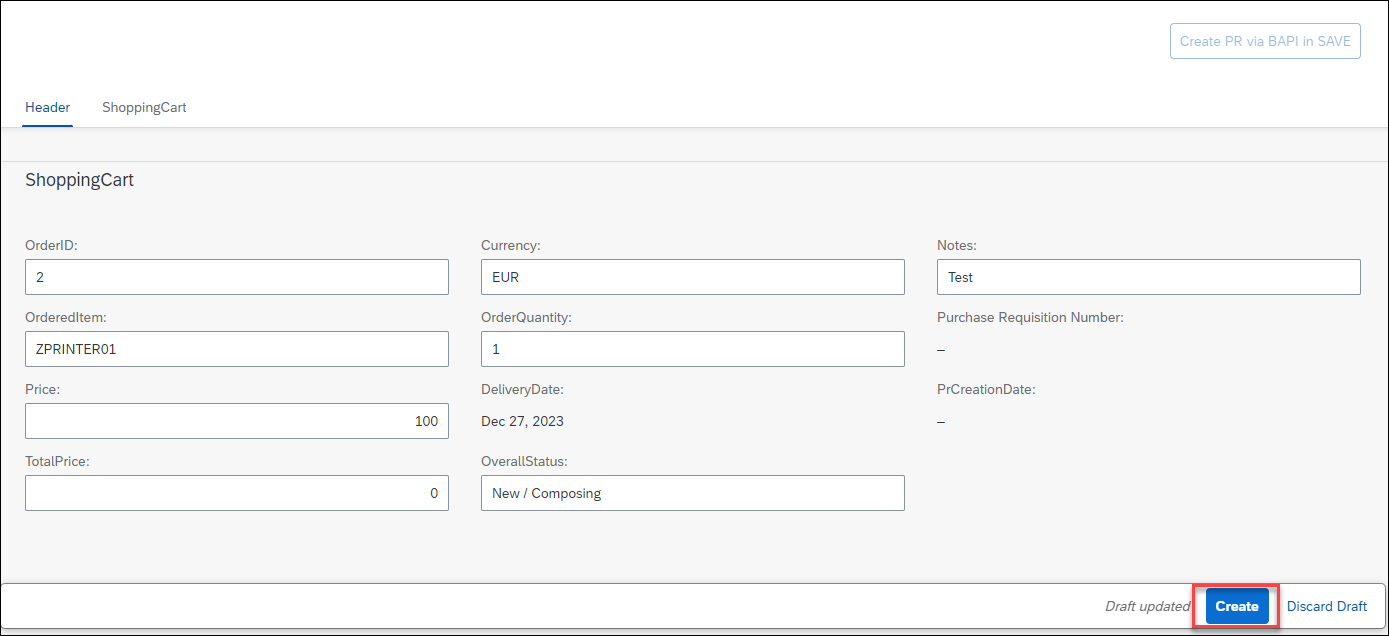 Create PR via BAPI in SAVE
Header ShoppingCart
ShoppingCart
OrderID: Currency: Notes:
2 EUR Test
OrderedItem: OrderQuantity: Purchase Requisition Number:
ZPRINTER01 1 –
Price: DeliveryDate: PrCreationDate:
100 Dec 27, 2023 –
TotalPrice: OverallStatus:
0 New / Composing
Draft updated Create Discard Draft